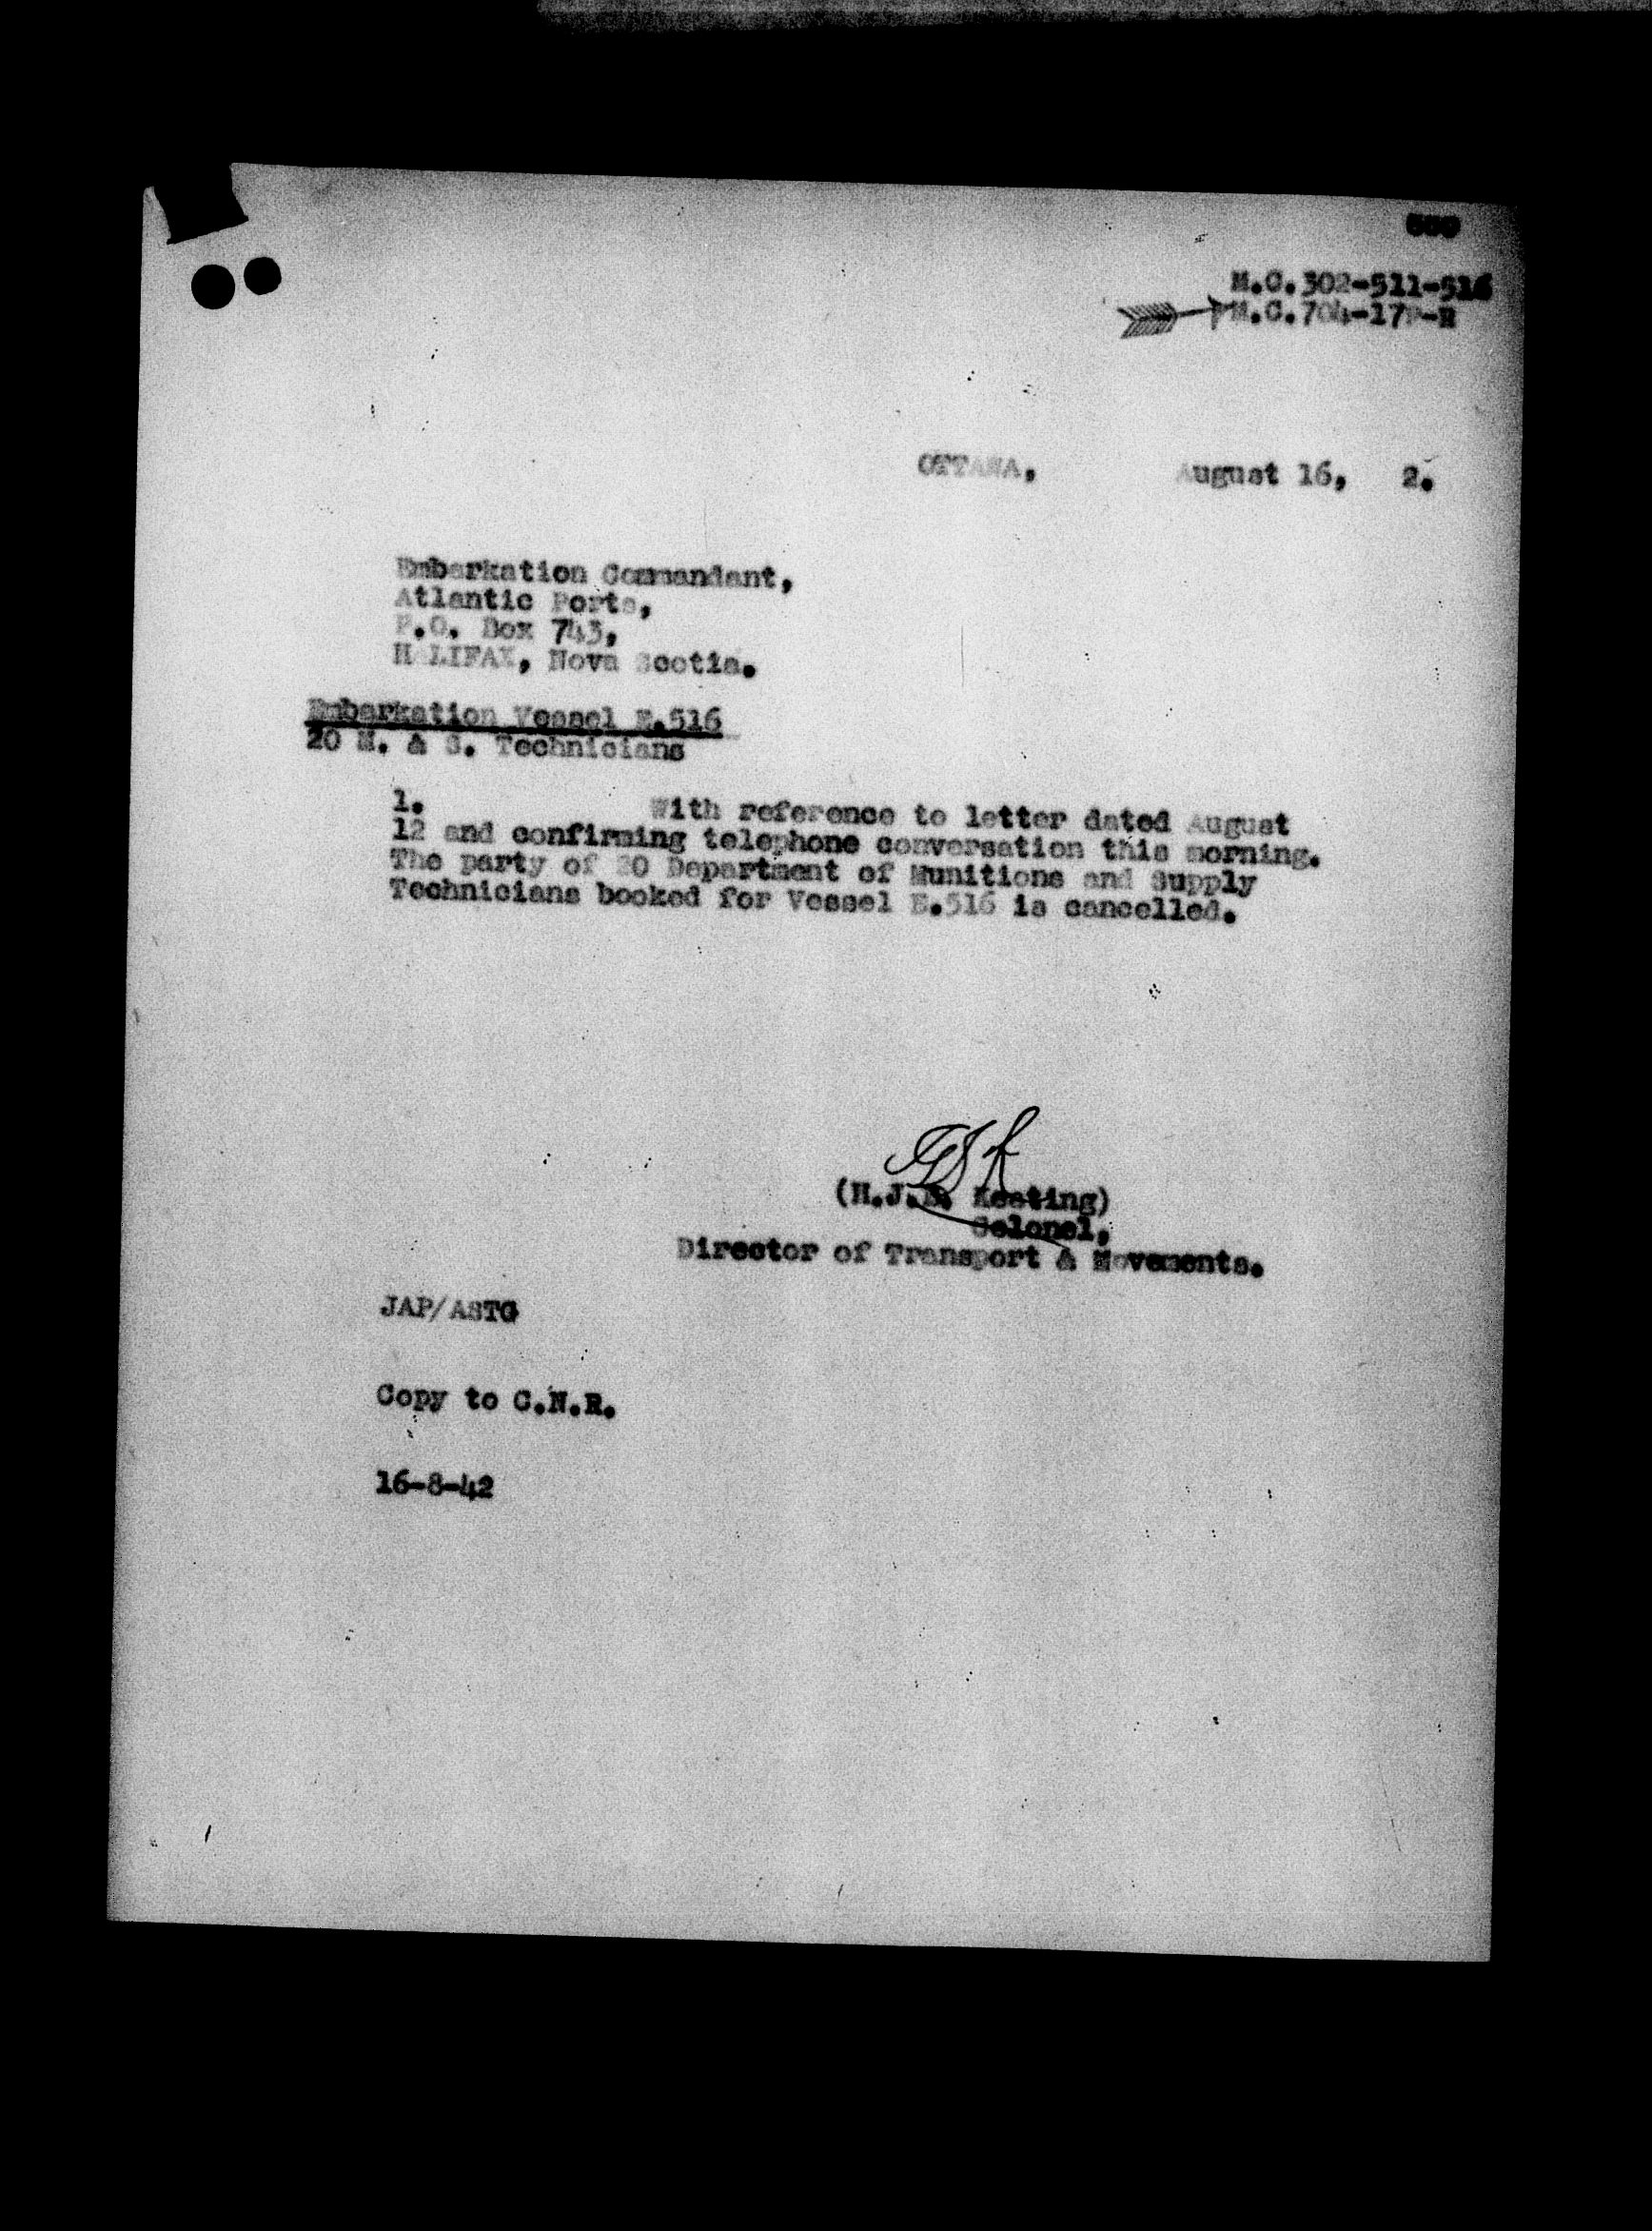 M.C.302-511-516
M.C.704-17P-R
OTTAWA, August 16, 2.
Embarkation Commandant,
Atlantic Ports,
P.O. Box 743,
HALIFAX, Nova Scotia.
Embarkation Vessel E.516
20 M. & S. Technicians
1. With reference to letter dated August
12 and confirming telephone conversation this morning.
The party of 20 Department of Munitions and Supply
Technicians booked for Vessel E.516 is cancelled.
(H.J. Keating)
Colonel,
Director of Transport & Movements.
JAP/ASTG
Copy to C.N.R.
16-8-42